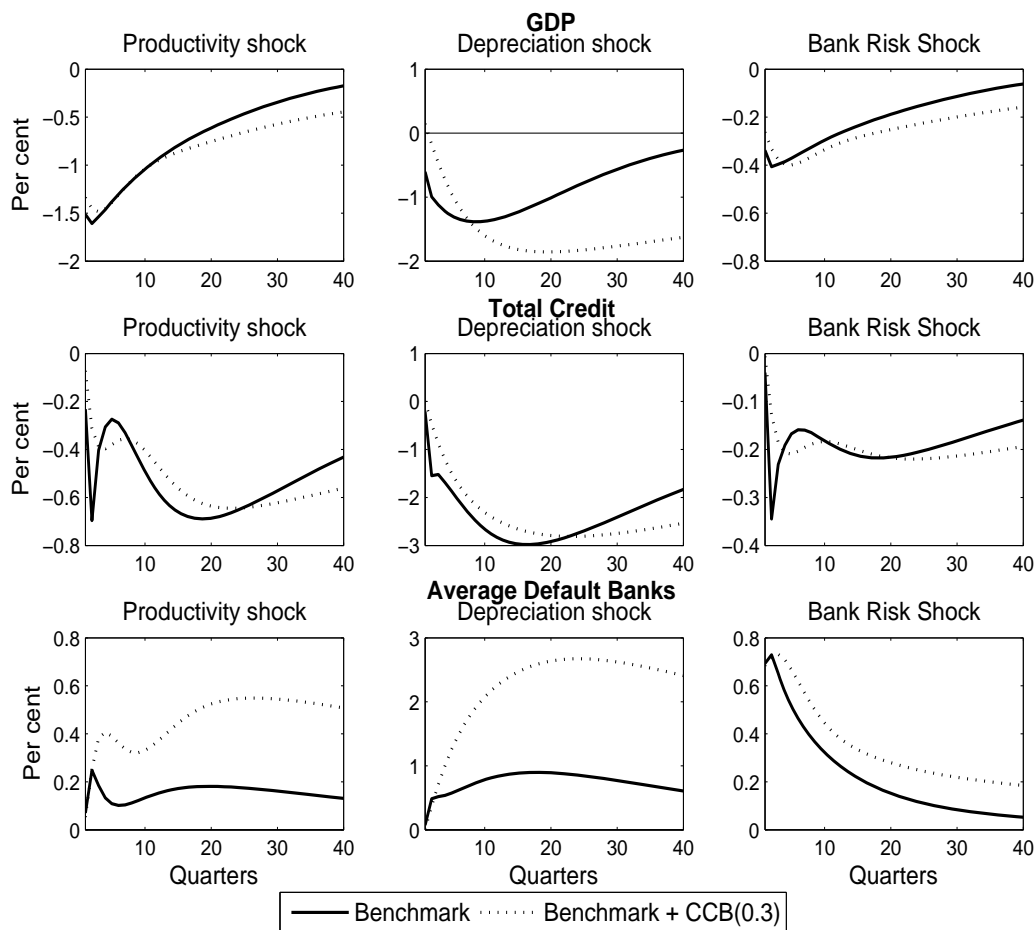 GDP
Productivity shock Depreciation shock Bank Risk Shock
Per cent
0 −0.5 −1 −1.5 −2
10 20 30 40
1 0 −1 −2
10 20 30 40
0 −0.2 −0.4 −0.6 −0.8
10 20 30 40
Total Credit
Productivity shock Depreciation shock Bank Risk Shock
Per cent
0 −0.2 −0.4 −0.6 −0.8
10 20 30 40
1 0 −1 −2 −3
10 20 30 40
0 −0.1 −0.2 −0.3 −0.4
10 20 30 40
Average Default Banks
Productivity shock Depreciation shock Bank Risk Shock
Per cent
0.8 0.6 0.4 0.2 0
10 20 30 40
3 2 1 0
10 20 30 40
0.8 0.6 0.4 0.2 0
10 20 30 40
Quarters Quarters Quarters
Benchmark Benchmark + CCB(0.3)